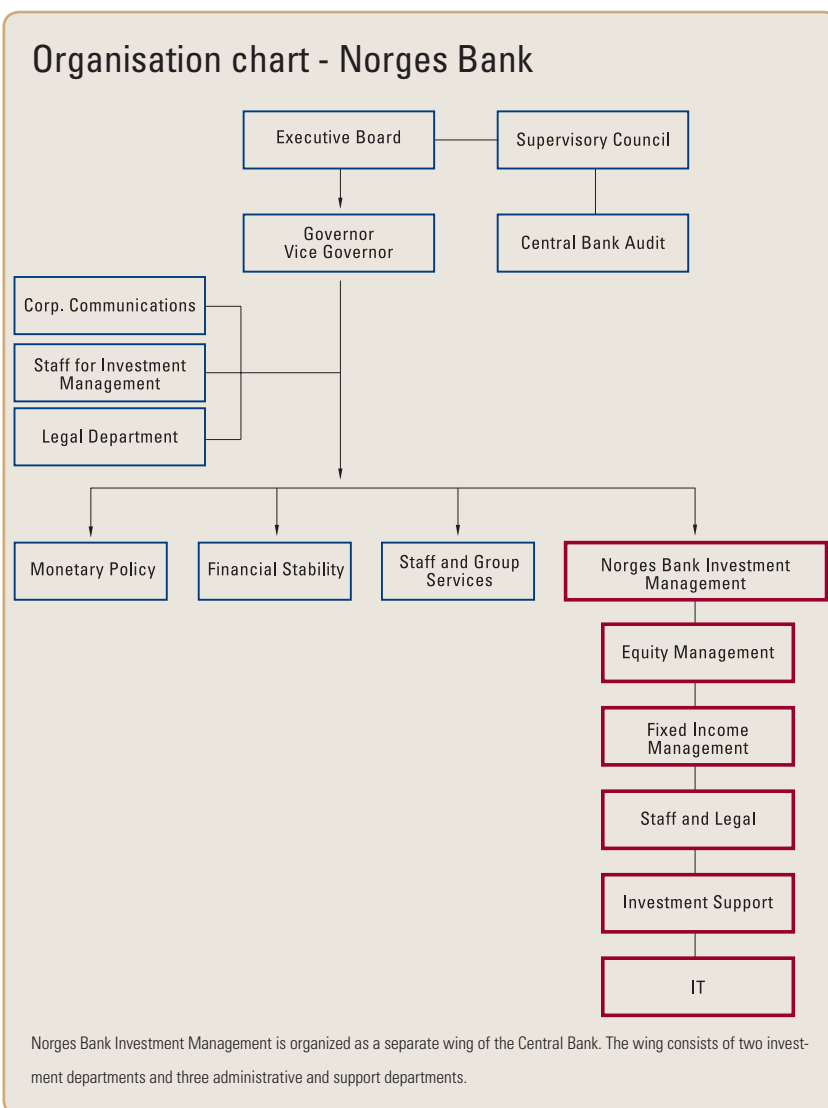 Organisation chart - Norges Bank
Executive Board
Supervisory Council
Governor
Vice Governor
Central Bank Audit
Corp. Communications
Staff for Investment
Management
Legal Department
Monetary Policy
Financial Stability
Staff and Group
Services
Norges Bank Investment
Management
Equity Management
Fixed Income
Management
Staff and Legal
Investment Support
IT
Norges Bank Investment Management is organized as a separate wing of the Central Bank. The wing consists of two invest-
ment departments and three administrative and support departments.